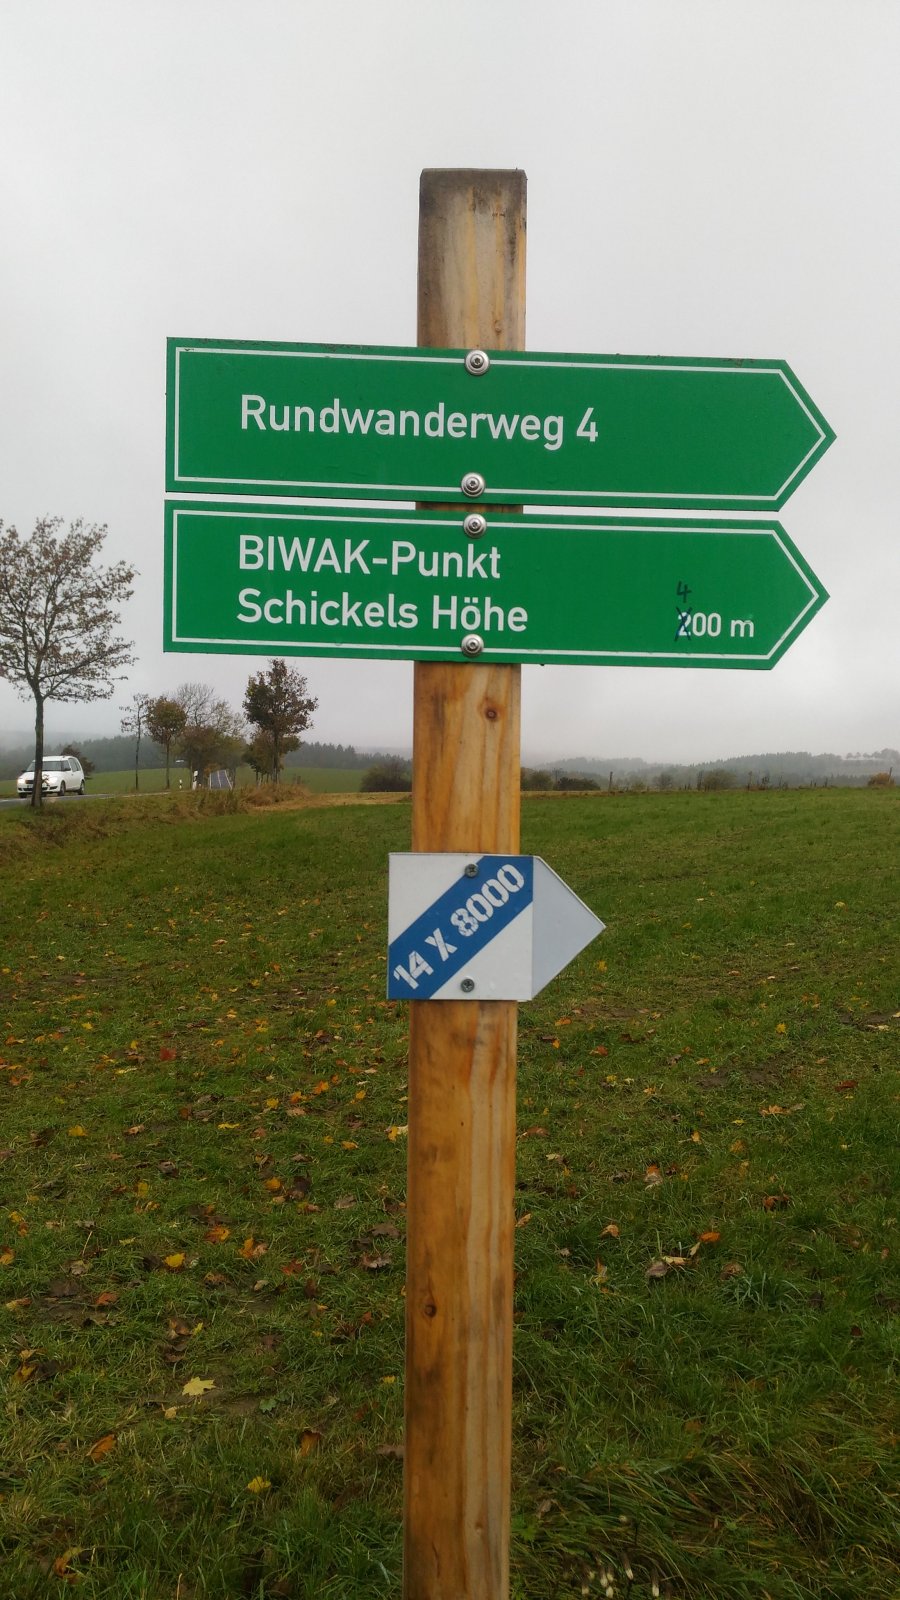 Rundwanderweg 4
BIWAK-Punkt
4
Schickels Höhe 200 m
14 X 8000